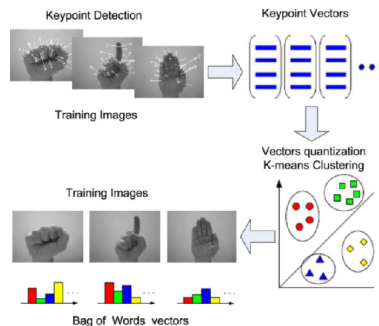 Keypoint Detection
Keypoint Vectors
Training Images
Vectors quantization
K-means Clustering
Training Images
Bag of Words vectors